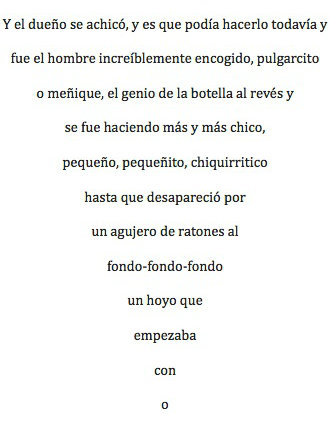 Y el dueño se achicó, y es que podía hacerlo todavía y
fue el hombre increíblemente encogido, pulgarcito
o meñique, el genio de la botella al revés y
se fue haciendo más y más chico,
pequeño, pequeñito, chiquirritico
hasta que desapareció por
un agujero de ratones al
fondo-fondo-fondo
un hoyo que
empezaba
con
o